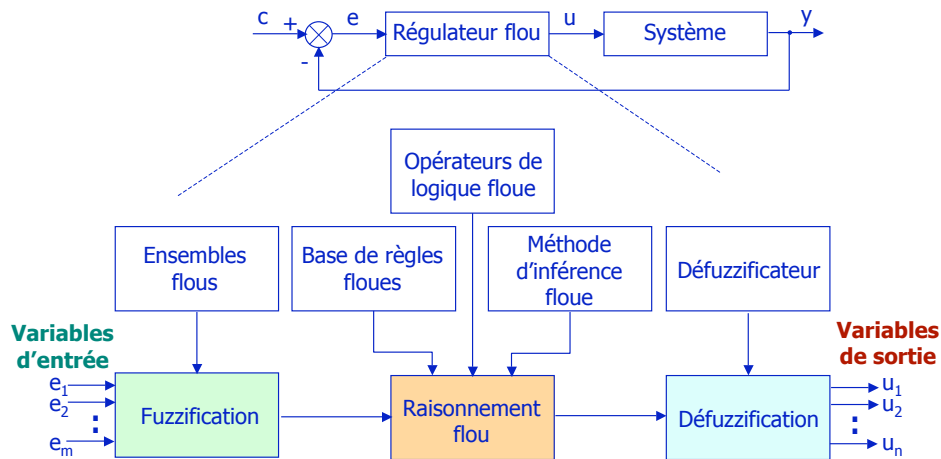 c + e Régulateur flou u Système y
-
Opérateurs de
logique floue
Ensembles
flous
Base de règles
floues
Méthode
d'inférence
floue
Défuzzificateur
Variables
d'entrée
Variables
de sortie
e1
e2
:
em
Fuzzification
Raisonnement
flou
Défuzzification
u1
u2
:
un